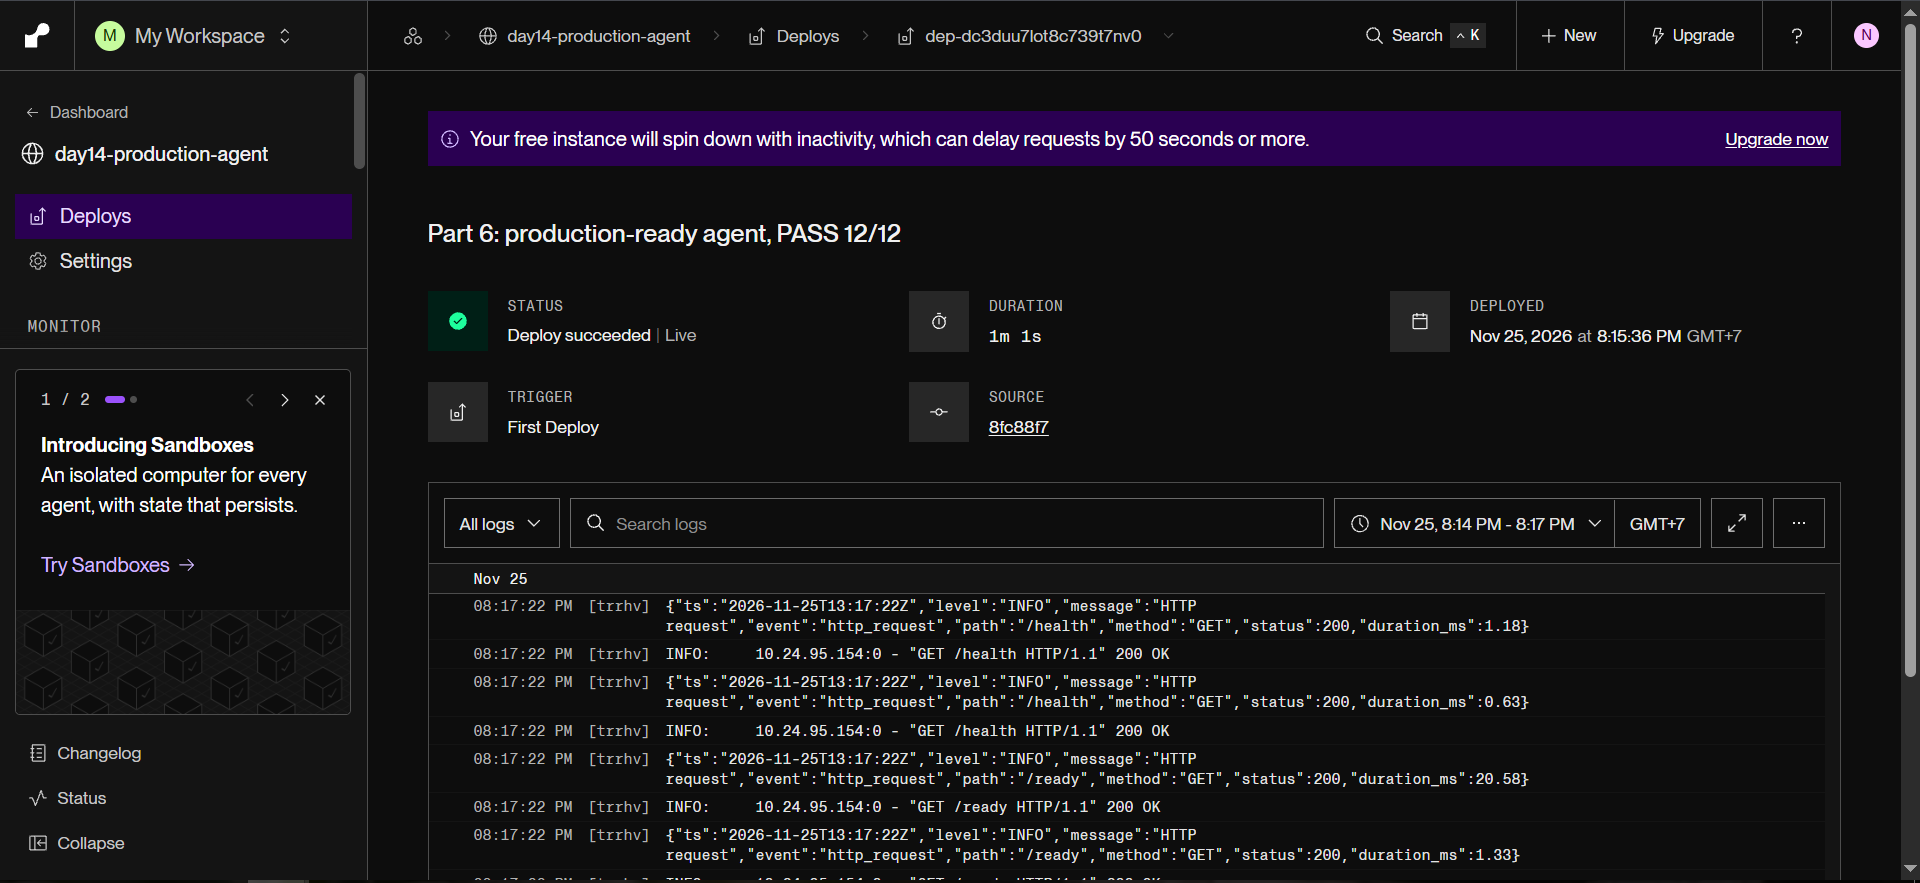 M My Workspace
day14-production-agent
Deploys
dep-dc3duu7lot8c739t7nv0
Search ^ K
+ New
Upgrade
?
N
← Dashboard
day14-production-agent
Deploys
Settings
MONITOR
1 / 2
Introducing Sandboxes
An isolated computer for every
agent, with state that persists.
Try Sandboxes →
Changelog
Status
Collapse
Your free instance will spin down with inactivity, which can delay requests by 50 seconds or more.
Upgrade now
Part 6: production-ready agent, PASS 12/12
STATUS
Deploy succeeded | Live
DURATION
1m 1s
DEPLOYED
Nov 25, 2026 at 8:15:36 PM GMT+7
TRIGGER
First Deploy
SOURCE
8fc88f7
All logs
Search logs
Nov 25, 8:14 PM - 8:17 PM
GMT+7
...
Nov 25
08:17:22 PM [trrhv] {"ts":"2026-11-25T13:17:22Z","level":"INFO","message":"HTTP
request","event":"http_request","path":"/health","method":"GET","status":200,"duration_ms":1.18}
08:17:22 PM [trrhv] INFO: 10.24.95.154:0 - "GET /health HTTP/1.1" 200 OK
08:17:22 PM [trrhv] {"ts":"2026-11-25T13:17:22Z","level":"INFO","message":"HTTP
request","event":"http_request","path":"/health","method":"GET","status":200,"duration_ms":0.63}
08:17:22 PM [trrhv] INFO: 10.24.95.154:0 - "GET /health HTTP/1.1" 200 OK
08:17:22 PM [trrhv] {"ts":"2026-11-25T13:17:22Z","level":"INFO","message":"HTTP
request","event":"http_request","path":"/ready","method":"GET","status":200,"duration_ms":20.58}
08:17:22 PM [trrhv] INFO: 10.24.95.154:0 - "GET /ready HTTP/1.1" 200 OK
08:17:22 PM [trrhv] {"ts":"2026-11-25T13:17:22Z","level":"INFO","message":"HTTP
request","event":"http_request","path":"/ready","method":"GET","status":200,"duration_ms":1.33}